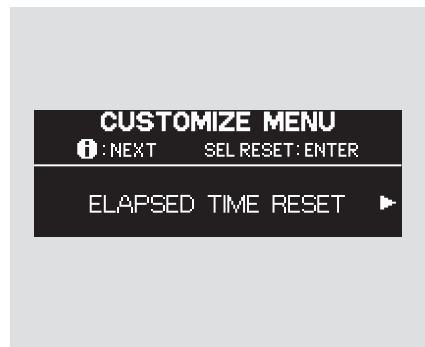 CUSTOMIZE MENU
i:NEXT SEL RESET:ENTER
ELAPSED TIME RESET